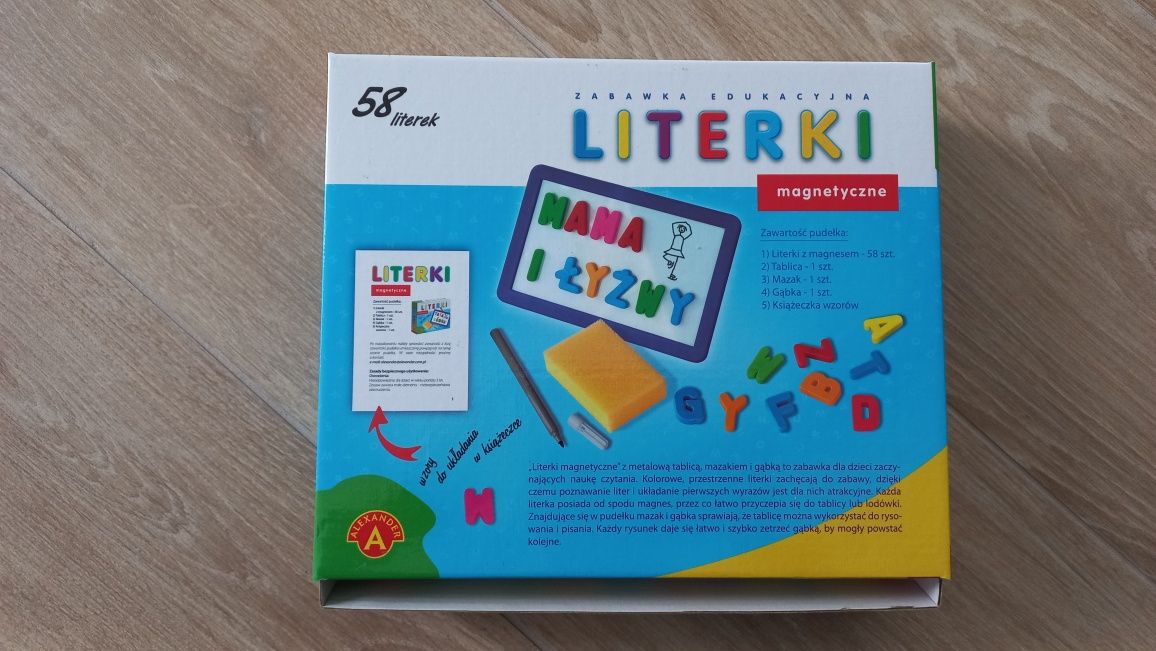 58 literek
ZABAWKA EDUKACYJNA
LITERKI
magnetyczne
MAMA
I ŁYŻWY
Zawartość pudełka:
1) Literki z magnesem - 58 szt.
2) Tablica - 1 szt.
3) Mazak - 1 szt.
4) Gąbka - 1 szt.
5) Książeczka wzorów
LITERKI
magnetyczne
Zawartość pudełka:
LITERKI
wzory
do układania
w książeczce
A
N
W
T
B
G
Y
F
D
M
ALEXANDER
A
„Literki magnetyczne” z metalową tablicą, mazakiem i gąbką to zabawka dla dzieci zaczy-
nających naukę czytania. Kolorowe, przestrzenne literki zachęcają do zabawy, dzięki
czemu poznawanie liter i układanie pierwszych wyrazów jest dla nich atrakcyjne. Każda
literka posiada od spodu magnes, przez co łatwo przyczepia się do tablicy lub lodówki.
Znajdujące się w pudełku mazak i gąbka sprawiają, że tablicę można wykorzystać do ryso-
wania i pisania. Każdy rysunek daje się łatwo i szybko zetrzeć gąbką, by mogły powstać
kolejne.